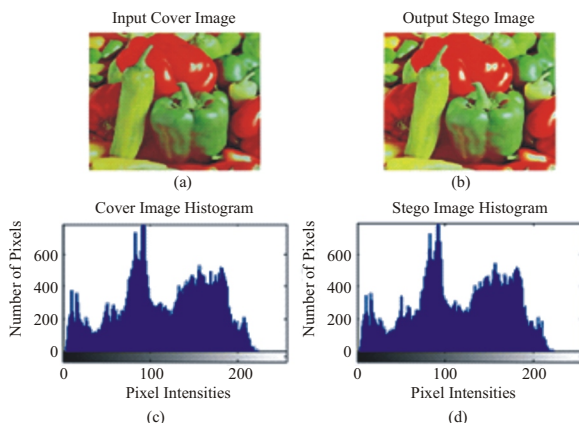 Input Cover Image
Output Stego Image
(a)
(b)
Cover Image Histogram
Stego Image Histogram
Number of Pixels
600
400
200
0
0
100
200
Pixel Intensities
(c)
Number of Pixels
600
400
200
0
0
100
200
Pixel Intensities
(d)